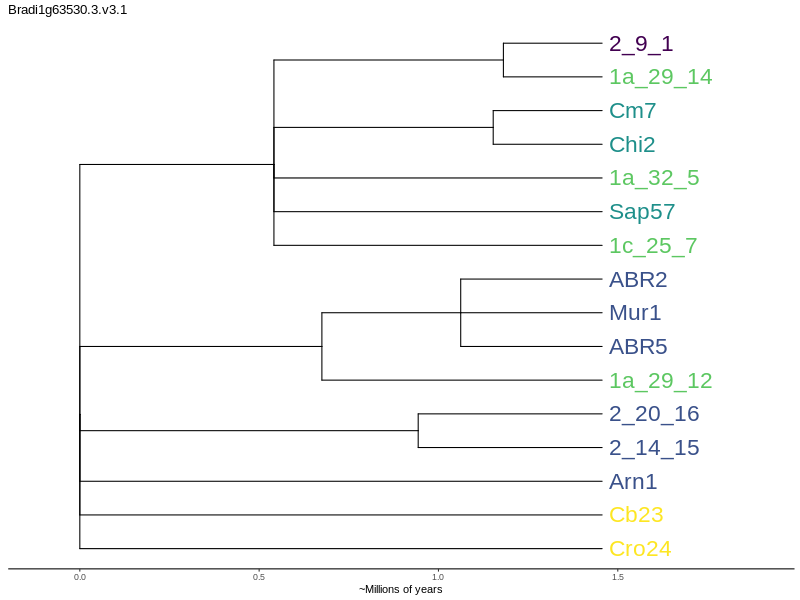 Bradi1g63530.3.v3.1
2_9_1
1a_29_14
Cm7
Chi2
1a_32_5
Sap57
1c_25_7
ABR2
Mur1
ABR5
1a_29_12
2_20_16
2_14_15
Arn1
Cb23
Cro24
0.0 0.5 1.0 1.5
~Millions of years